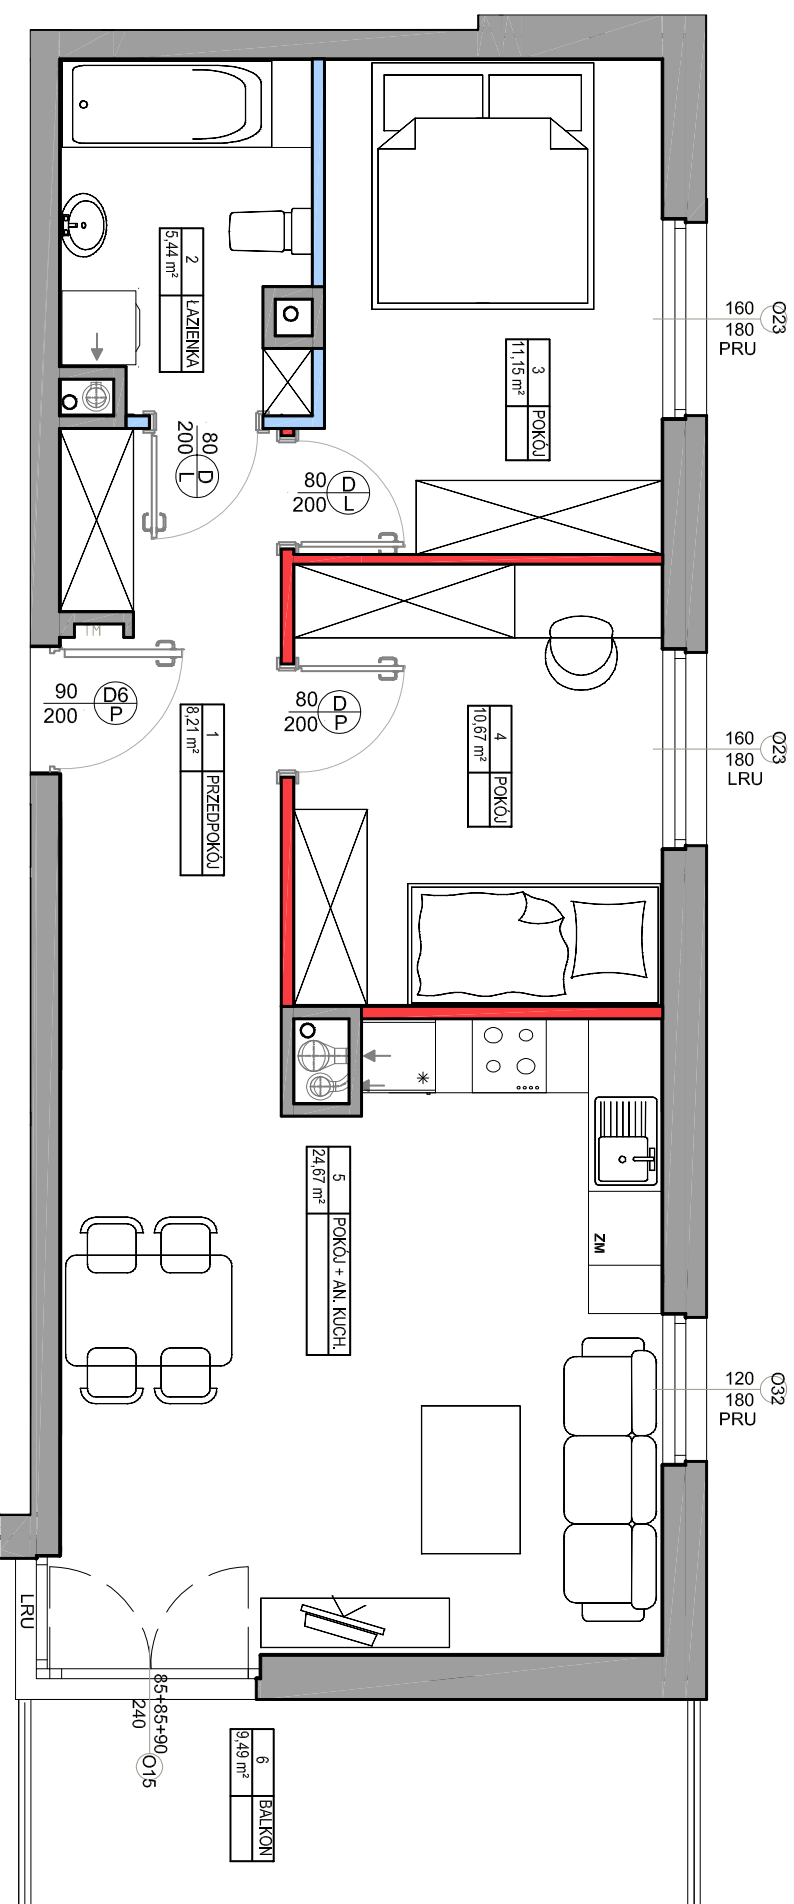 2
ŁAZIENKA
5,44 m²
3
POKÓJ
11,15 m²
160
180
PRU
O23
80
200
D
L
80
200
D
L
TM
90
200
D6
P
80
200
D
P
1
PRZEDPOKÓJ
8,21 m²
4
POKÓJ
10,67 m²
160
180
LRU
O23
5
POKÓJ + AN. KUCH.
24,67 m²
ZM
120
180
PRU
O32
LRU
85+85+90
240
O15
6
BALKON
9,49 m²